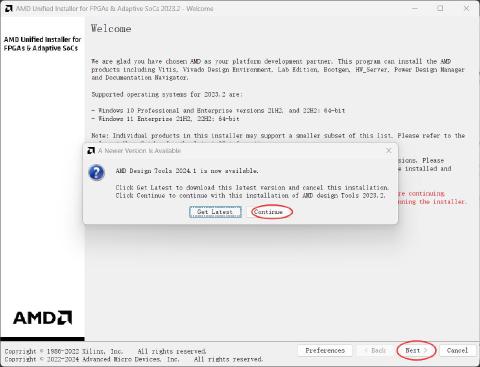 AMD Unified Installer for FPGAs & Adaptive SoCs 2023.2 - Welcome
AMD Unified Installer for
FPGAs & Adaptive SoCs
Welcome
We are glad you have chosen AMD as your platform development partner. This program can install the AMD
products including Vitis, Vivado Design Environment, Lab Edition, Bootgen, HW_Server, Power Design Manager
and Documentation Navigator.
Supported operating systems for 2023.2 are:
- Windows 10 Professional and Enterprise versions 21H2, and 22H2: 64-bit
- Windows 11 Enterprise 21H2, 22H2: 64-bit
Note: Individual products in this installer may support a smaller subset of this list. Please refer to the
A Newer Version Is Available
AMD Design Tools 2024.1 is now available.
Click Get Latest to download this latest version and cancel this installation.
Click Continue to continue with this installation of AMD design Tools 2023.2.
Get Latest
Continue
sions. Please
e installed and
re continuing.
nning the installer.
AMD
Copyright © 1986-2022 Xilinx, Inc. All rights reserved.
Copyright © 2022-2024 Advanced Micro Devices, Inc. All rights reserved.
Preferences
< Back
Next >
Cancel